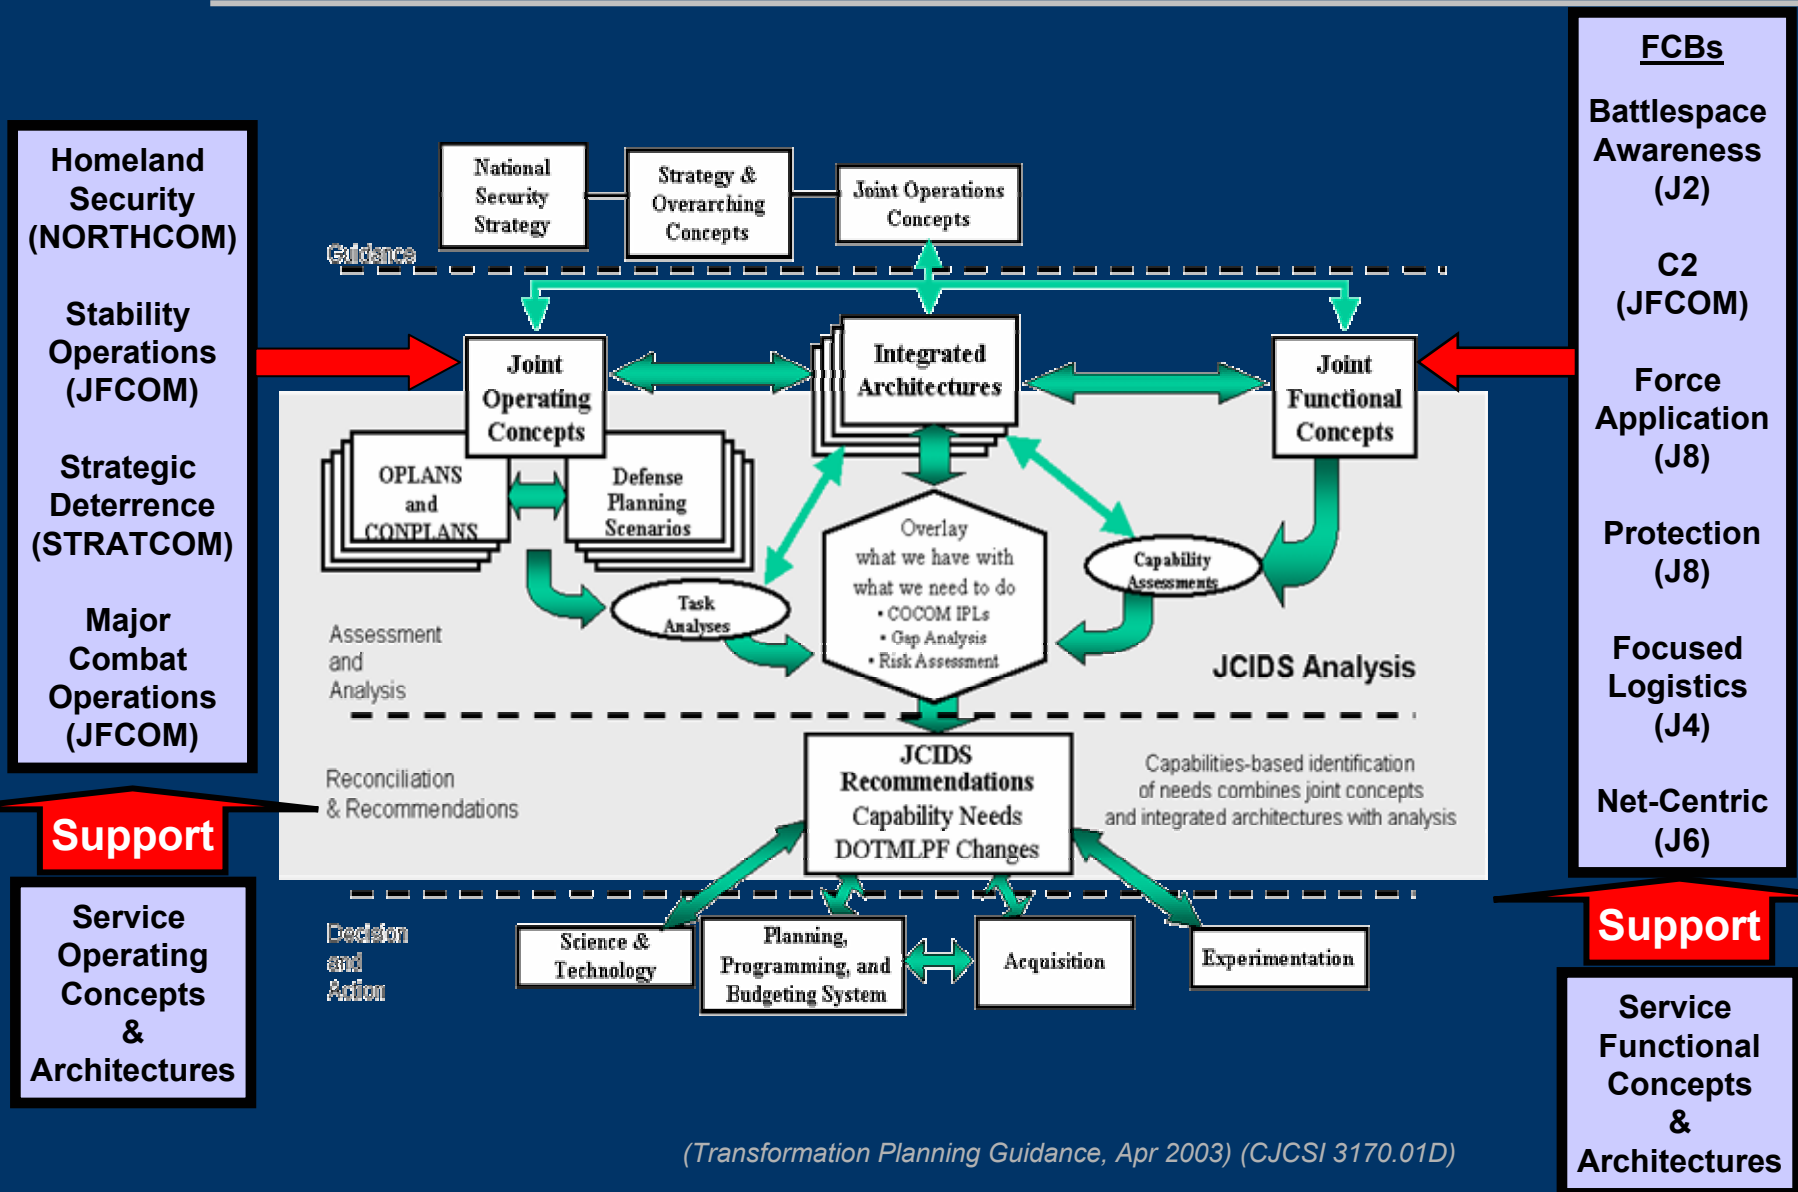 Homeland
Security
(NORTHCOM)
Stability
Operations
(JFCOM)
Strategic
Deterrence
(STRATCOM)
Major
Combat
Operations
(JFCOM)
Support
Service
Operating
Concepts
&
Architectures
National
Security
Strategy
Strategy &
Overarching
Concepts
Joint Operations
Concepts
Guidance
Joint
Operating
Concepts
Integrated
Architectures
Joint
Functional
Concepts
OPLANS
and
CONPLANS
Defense
Planning
Scenarios
Overlay
what we have with
what we need to do
• COCOM IPLs
• Gap Analysis
• Risk Assessment
Capability
Assessments
Task
Analyses
Assessment
and
Analysis
JCIDS Analysis
Reconciliation
& Recommendations
JCIDS
Recommendations
Capability Needs
DOTMLPF Changes
Capabilities-based identification
of needs combines joint concepts
and integrated architectures with analysis
Decision
and
Action
Science &
Technology
Planning,
Programming, and
Budgeting System
Acquisition
Experimentation
FCBs
Battlespace
Awareness
(J2)
C2
(JFCOM)
Force
Application
(J8)
Protection
(J8)
Focused
Logistics
(J4)
Net-Centric
(J6)
Support
Service
Functional
Concepts
&
Architectures
(Transformation Planning Guidance, Apr 2003) (CJCSI 3170.01D)